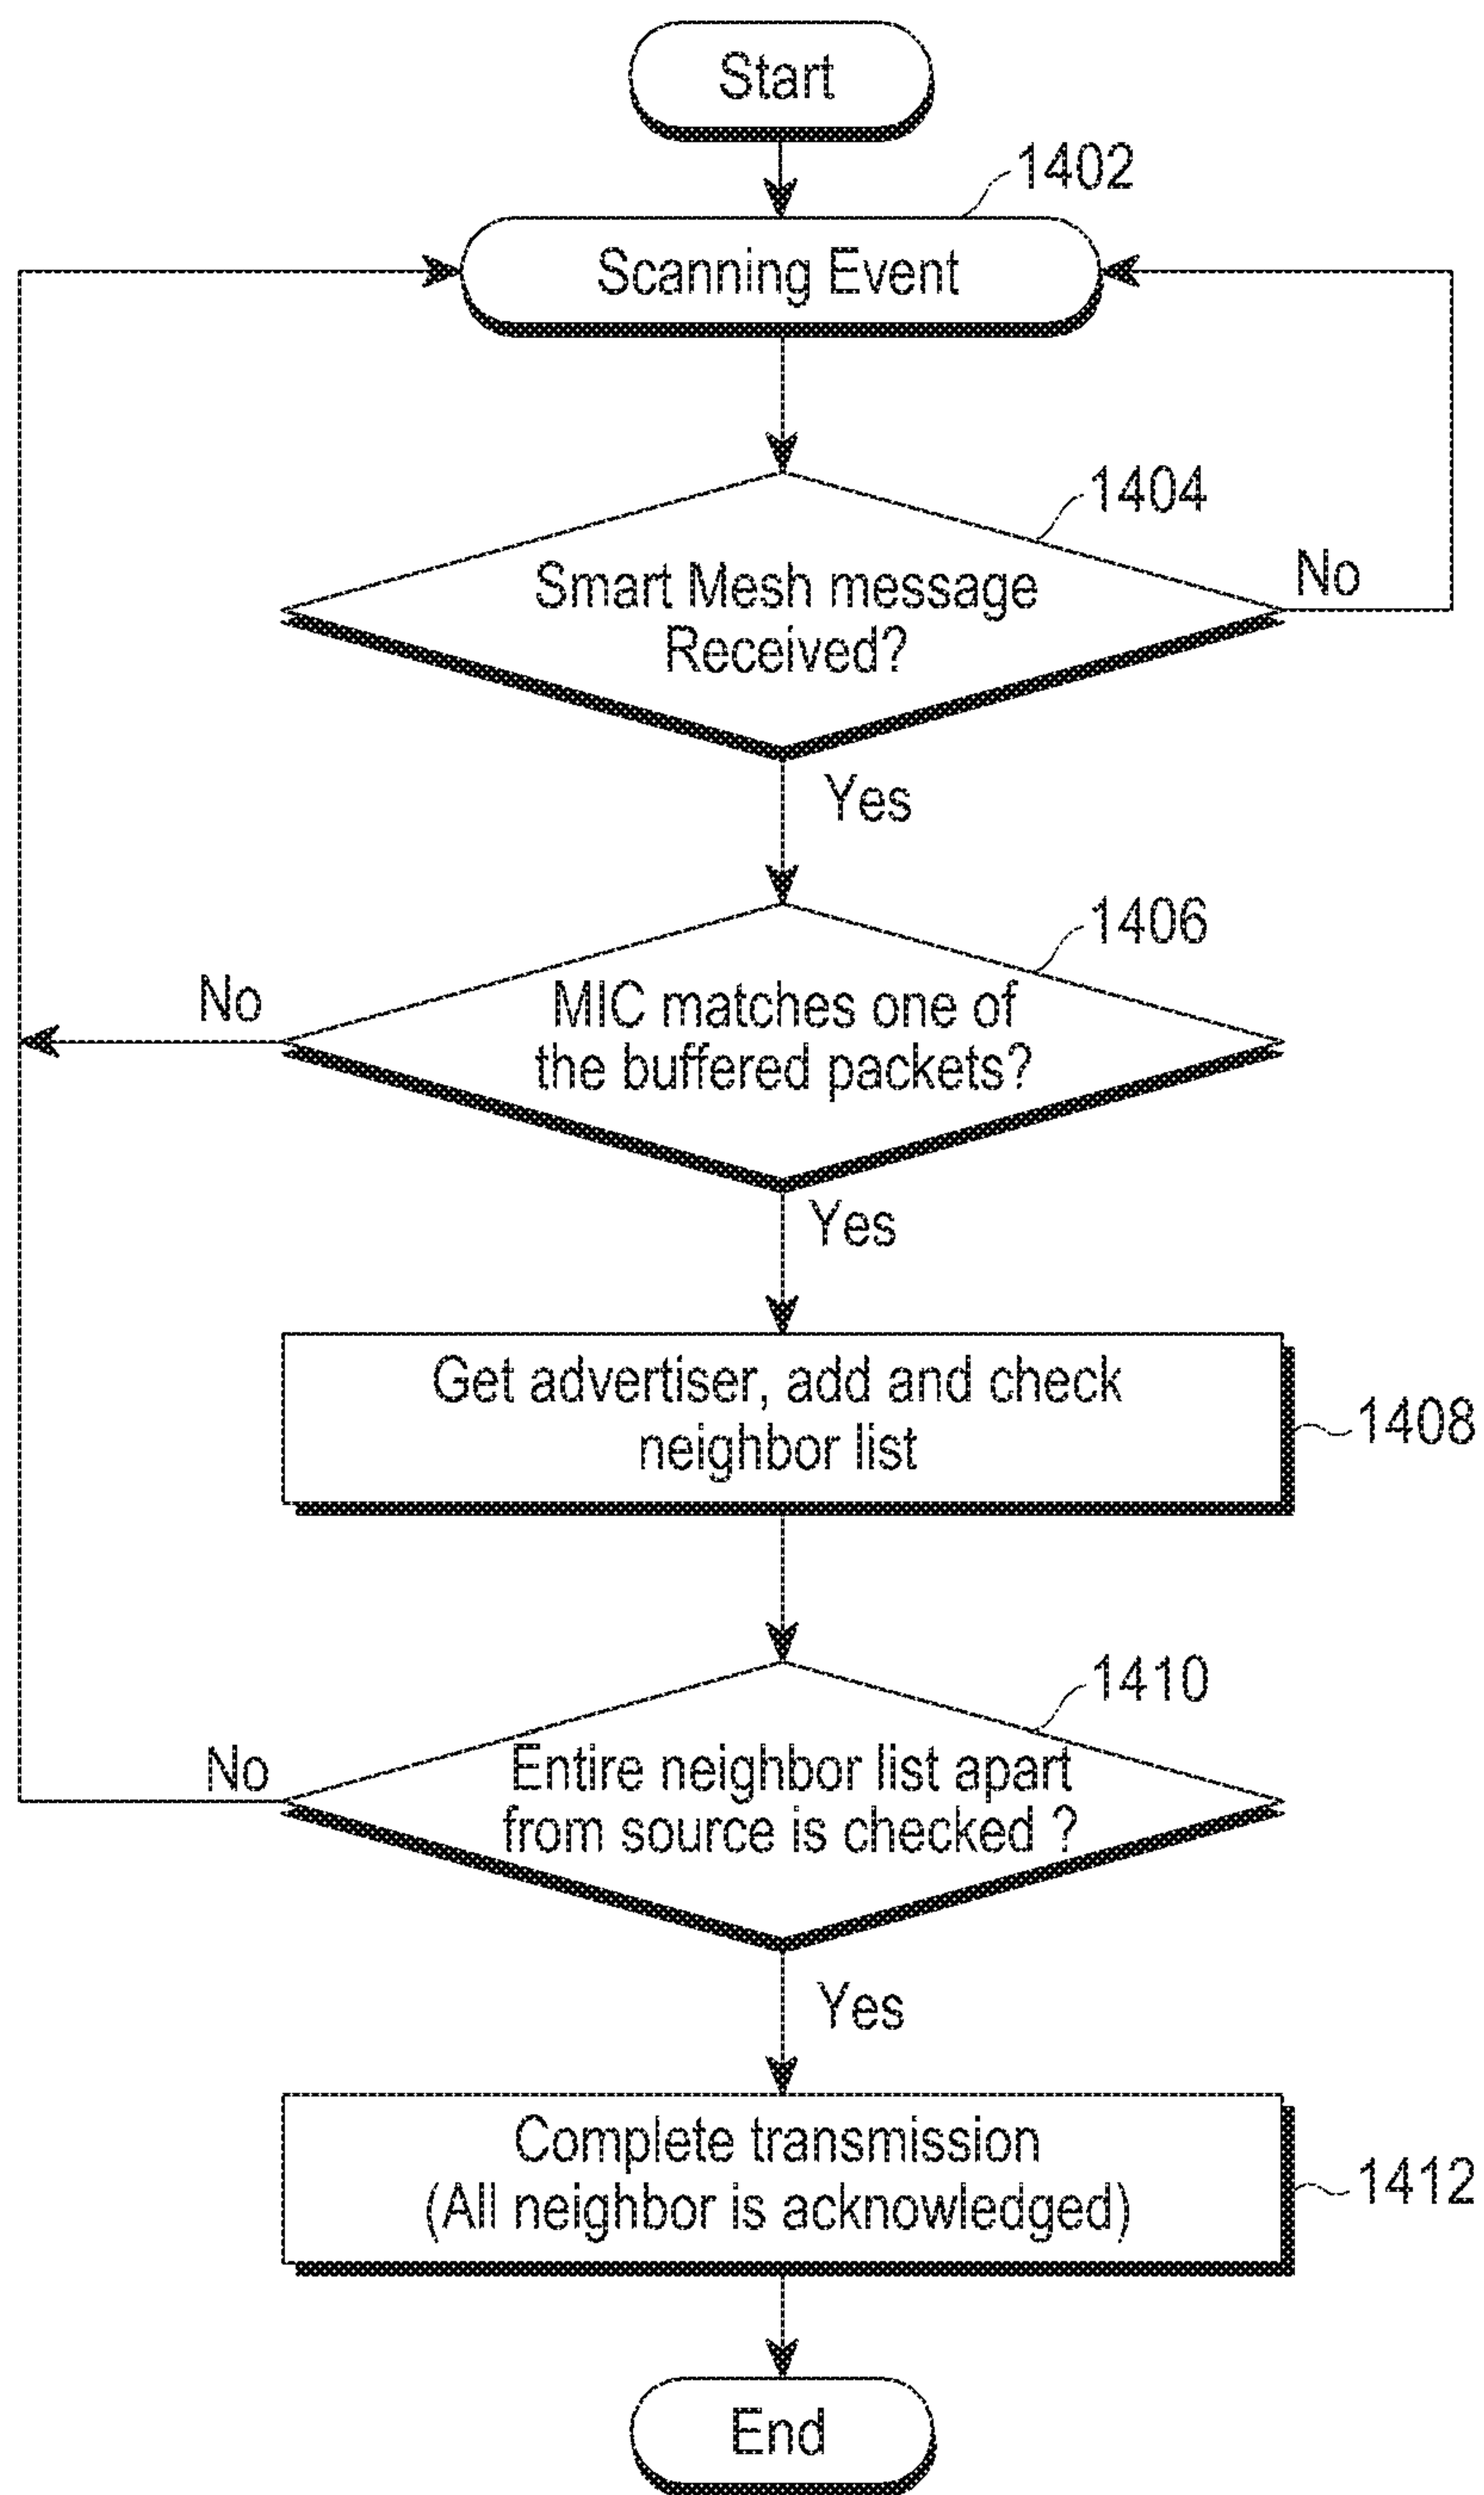 Start
1402
Scanning Event
1404
Smart Mesh message
Received?
No
Yes
1406
MIC matches one of
the buffered packets?
No
Yes
Get advertiser, add and check
neighbor list
1408
1410
Entire neighbor list apart
from source is checked ?
No
Yes
Complete transmission
(All neighbor is acknowledged)
1412
End